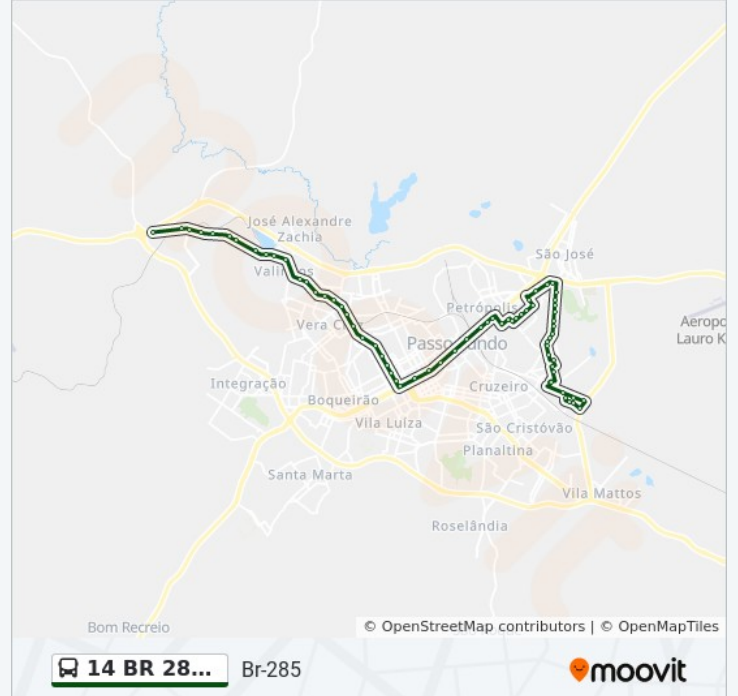 José Alexandre
Zachia
São José
Valinhos
Petrópolis
Vera Cruz
Aeropo
Lauro K
Passo Fundo
Integração
Cruzeiro
Boqueirão
Vila Luiza
São Cristóvão
Planaltina
Santa Marta
Vila Mattos
Roselândia
Bom Recreio
© OpenStreetMap contributors | © OpenMapTiles
14 BR 28...
Br-285
moovit